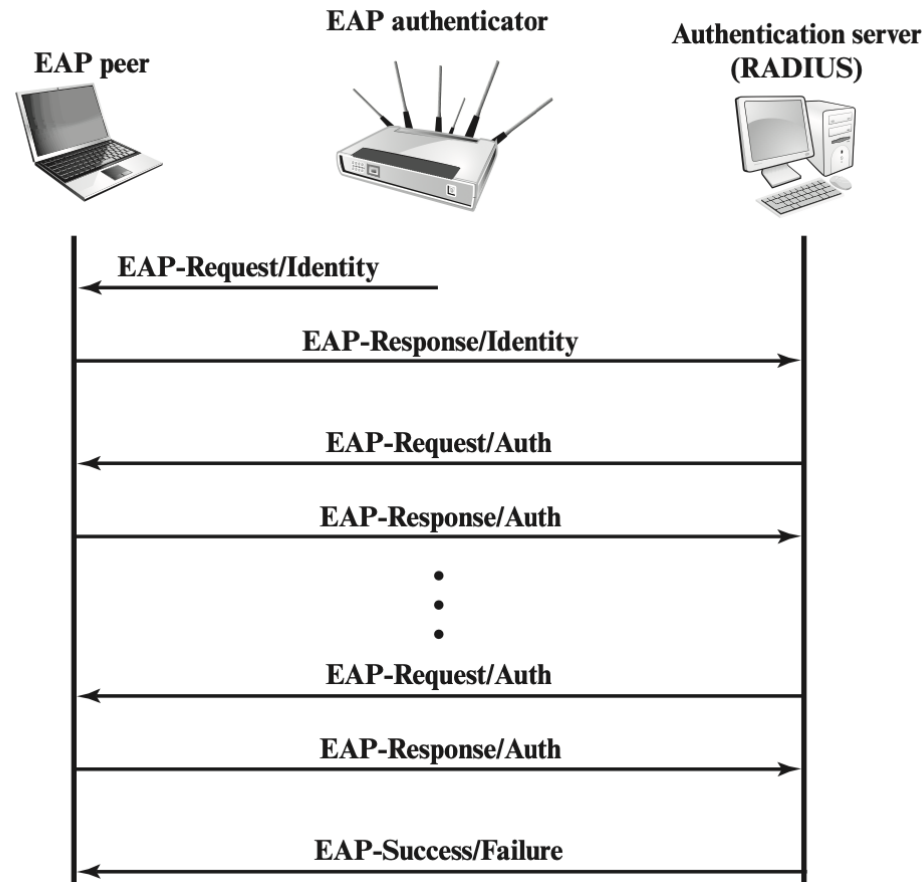 EAP peer
EAP authenticator
Authentication server
(RADIUS)
EAP-Request/Identity
EAP-Response/Identity
EAP-Request/Auth
EAP-Response/Auth
EAP-Request/Auth
EAP-Response/Auth
EAP-Success/Failure